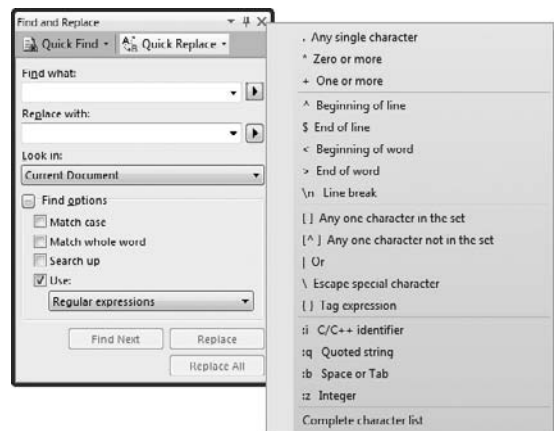 Find and Replace
Quick Find
Quick Replace
Find what:
Replace with:
Look in:
Current Document
Find options
Match case
Match whole word
Search up
Use:
Regular expressions
Find Next
Replace
Replace All
. Any single character
* Zero or more
+ One or more
^ Beginning of line
$ End of line
< Beginning of word
> End of word
\n Line break
[ ] Any one character in the set
[^ ] Any one character not in the set
| Or
\ Escape special character
{ } Tag expression
:i C/C++ identifier
:q Quoted string
:b Space or Tab
:z Integer
Complete character list